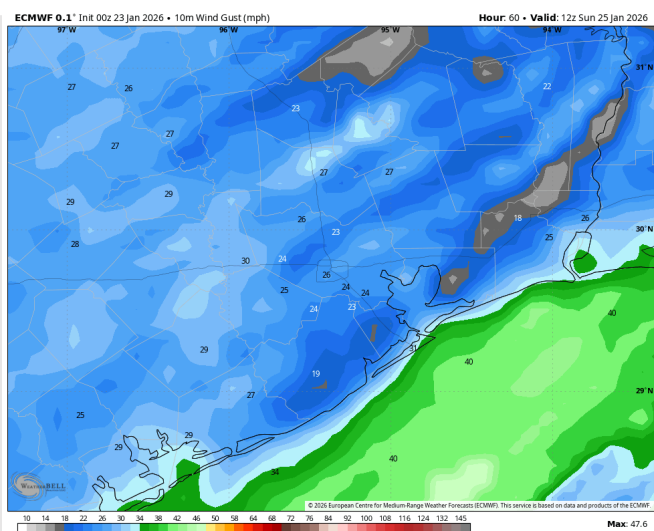 ECMWF 0.1° Init 00z 23 Jan 2026 • 10m Wind Gust (mph)
Hour: 60 • Valid: 12z Sun 25 Jan 2026
97°W 96°W 95°W 94°W
31°N
27 26 22
23
27
27
27 27
29 29
26 18 26
23 25
28 30°N
30 24
26
25 24 24
24 23 40
29 31
40
19 29°N
27
25
29 29
40
34
WEATHERBELL
© 2026 European Centre for Medium-Range Weather Forecasts (ECMWF). This service is based on data and products of the ECMWF.
10 14 18 22 26 30 34 38 42 46 50 54 58 64 68 72 76 80 84 92 100 108 116 124 132 145
Max: 47.6